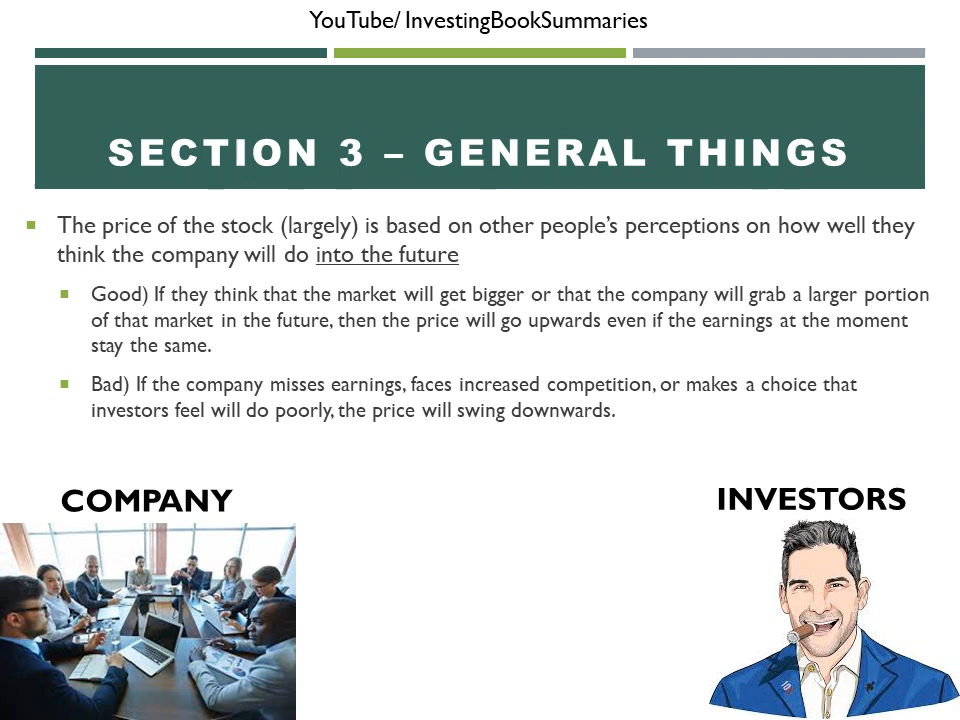 YouTube/ InvestingBookSummaries
SECTION 3 – GENERAL THINGS
▪ The price of the stock (largely) is based on other people’s perceptions on how well they
think the company will do into the future
▪ Good) If they think that the market will get bigger or that the company will grab a larger portion
of that market in the future, then the price will go upwards even if the earnings at the moment
stay the same.
▪ Bad) If the company misses earnings, faces increased competition, or makes a choice that
investors feel will do poorly, the price will swing downwards.
COMPANY
INVESTORS